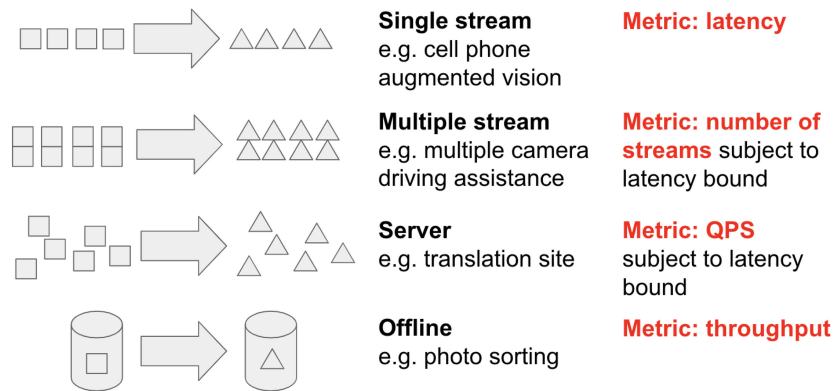 Single stream
e.g. cell phone
augmented vision
Metric: latency
Multiple stream
e.g. multiple camera
driving assistance
Metric: number of
streams subject to
latency bound
Server
e.g. translation site
Metric: QPS
subject to latency
bound
Offline
e.g. photo sorting
Metric: throughput